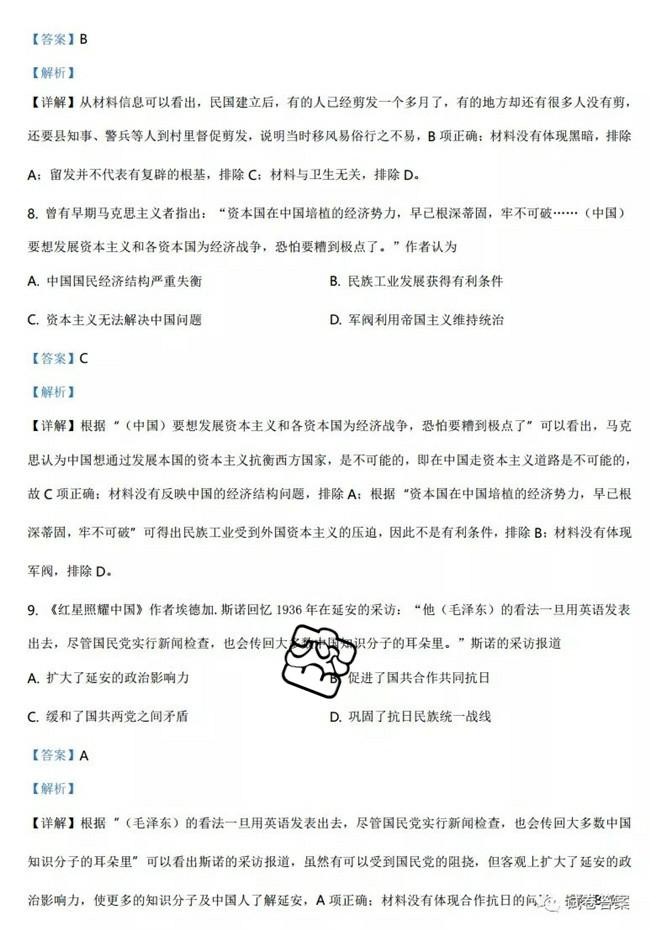 【答案】B
【解析】
【详解】从材料信息可以看出，民国建立后，有的人已经剪发一个多月了，有的地方却还有很多人没有剪，
还要县知事、警兵等人到村里督促剪发，说明当时移风易俗行之不易，B 项正确；材料没有体现黑暗，排除
A；留发并不代表有复辟的根基，排除 C；材料与卫生无关，排除 D。
8. 曾有早期马克思主义者指出：“资本国在中国培植的经济势力，早已根深蒂固，牢不可破……（中国）
要想发展资本主义和各资本国为经济战争，恐怕要糟到极点了。”作者认为
A. 中国国民经济结构严重失衡 B. 民族工业发展获得有利条件
C. 资本主义无法解决中国问题 D. 军阀利用帝国主义维持统治
【答案】C
【解析】
【详解】根据“（中国）要想发展资本主义和各资本国为经济战争，恐怕要糟到极点了”可以看出，马克
思认为中国想通过发展本国的资本主义抗衡西方国家，是不可能的，即在中国走资本主义道路是不可能的，
故 C 项正确；材料没有反映中国的经济结构问题，排除 A；根据“资本国在中国培植的经济势力，早已根
深蒂固，牢不可破”可得出民族工业受到外国资本主义的压迫，因此不是有利条件，排除 B；材料没有体现
军阀，排除 D。
9. 《红星照耀中国》作者埃德加.斯诺回忆 1936 年在延安的采访：“他（毛泽东）的看法一旦用英语发表
出去，尽管国民党实行新闻检查，也会传回大多数中国知识分子的耳朵里。”斯诺的采访报道
A. 扩大了延安的政治影响力 B. 促进了国共合作共同抗日
C. 缓和了国共两党之间矛盾 D. 巩固了抗日民族统一战线
【答案】A
【解析】
【详解】根据“（毛泽东）的看法一旦用英语发表出去，尽管国民党实行新闻检查，也会传回大多数中国
知识分子的耳朵里”可以看出斯诺的采访报道，虽然有可以受到国民党的阻挠，但客观上扩大了延安的政
治影响力，使更多的知识分子及中国人了解延安，A 项正确；材料没有体现合作抗日的问 B
试卷答案